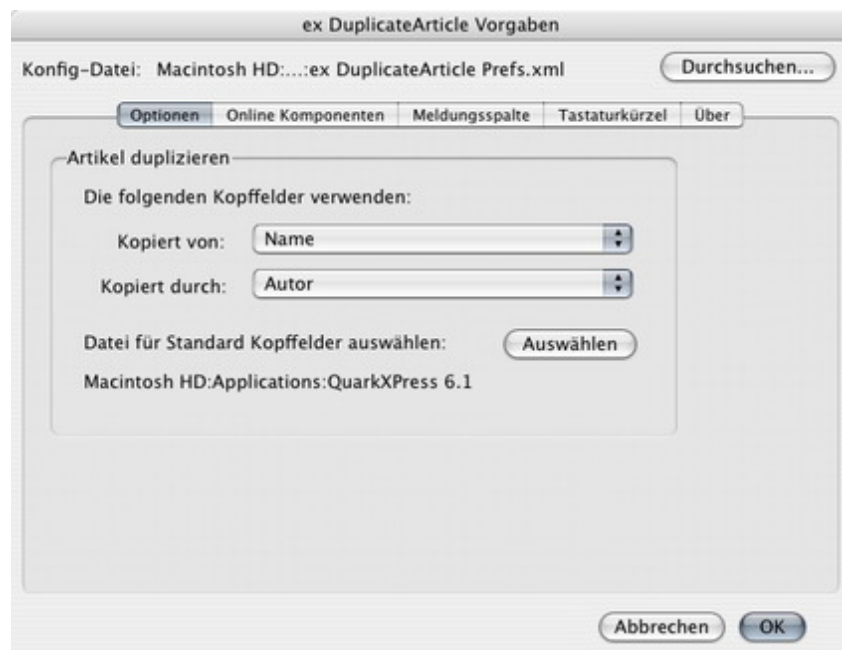 ex DuplicateArticle Vorgaben
Konfig-Datei: Macintosh HD:...:ex DuplicateArticle Prefs.xml Durchsuchen...
Optionen Online Komponenten Meldungsspalte Tastaturkürzel Über
Artikel duplizieren
Die folgenden Kopffelder verwenden:
Kopiert von: Name
Kopiert durch: Autor
Datei für Standard Kopffelder auswählen: Auswählen
Macintosh HD:Applications:QuarkXPress 6.1
Abbrechen OK